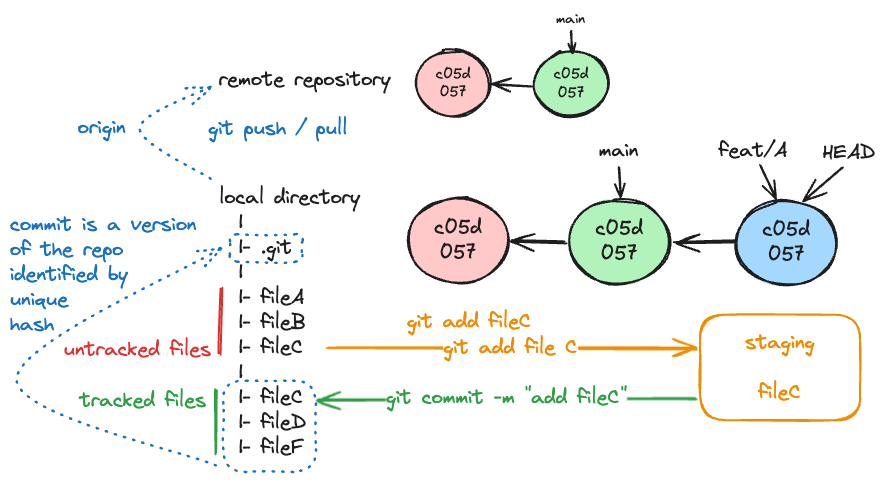 main
remote repository
c05d
057
c05d
057
origin
git push / pull
main
feat/A
HEAD
local directory
commit is a version
of the repo
identified by
unique
hash
|
|- .git
|
c05d
057
c05d
057
c05d
057
|- fileA
|- fileB
|- fileC
untracked files
git add fileC
git add file C
staging
fileC
|
tracked files
|- fileC
|- fileD
|- fileF
git commit -m "add fileC"